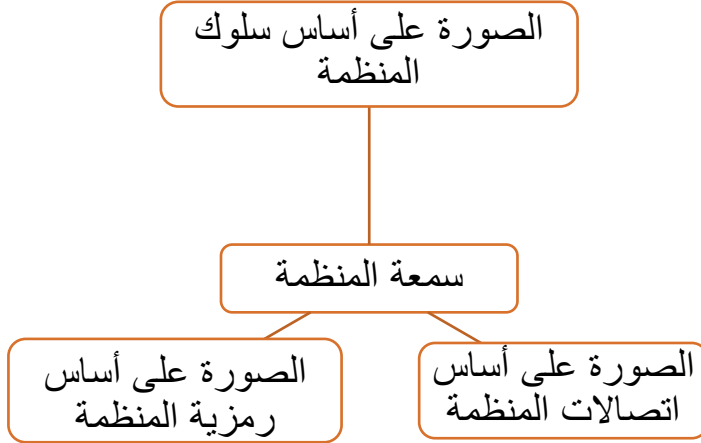 الصورة على أساس سلوك
المنظمة
سمعة المنظمة
الصورة على أساس
اتصالات المنظمة
الصورة على أساس
رمزية المنظمة